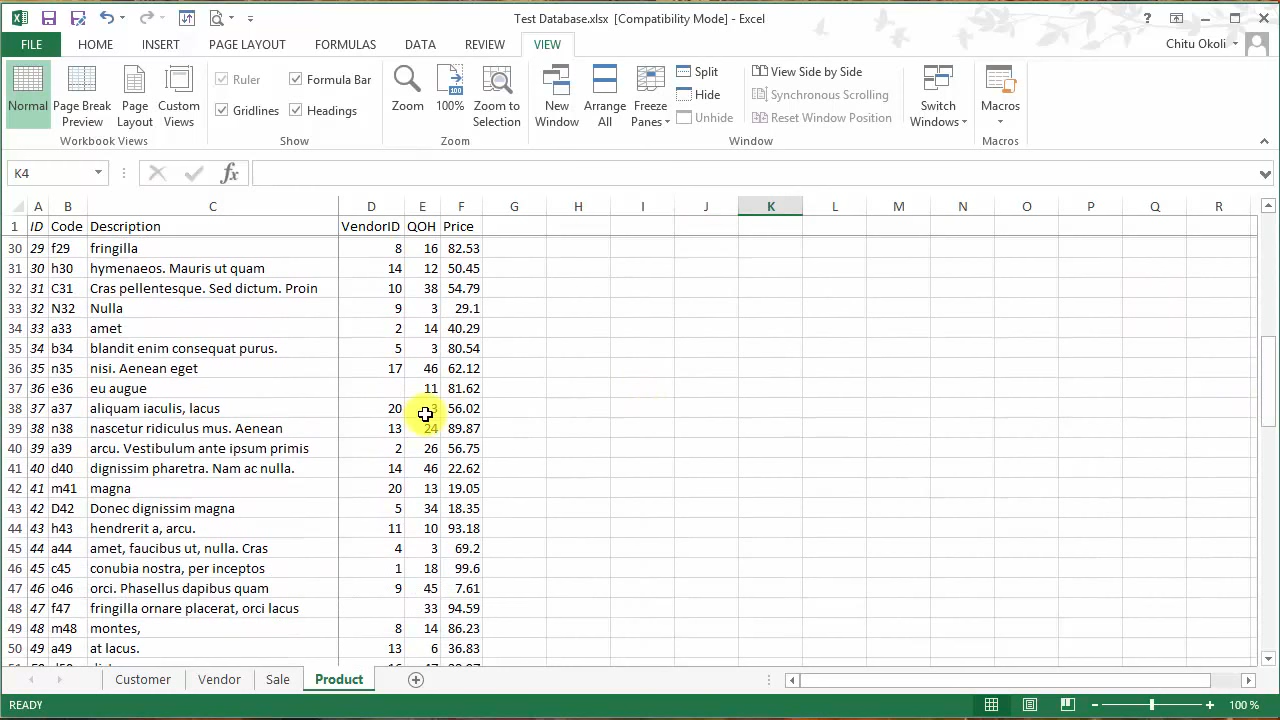 Test Database.xlsx [Compatibility Mode] - Excel
FILE HOME INSERT PAGE LAYOUT FORMULAS DATA REVIEW VIEW Chitu Okoli
Ruler Formula Bar Split View Side by Side
Gridlines Headings Hide Synchronous Scrolling
Unhide Reset Window Position
Normal Page Break Preview Page Layout Custom Views Zoom 100% Zoom to Selection New Window Arrange All Freeze Panes Switch Windows Macros
Workbook Views Show Zoom Window Macros
K4 fx
A B C D E F G H I J K L M N O P Q R
1 ID Code Description VendorID QOH Price
30 29 f29 fringilla 8 16 82.53
31 30 h30 hymenaeos. Mauris ut quam 14 12 50.45
32 31 C31 Cras pellentesque. Sed dictum. Proin 10 38 54.79
33 32 N32 Nulla 9 3 29.1
34 33 a33 amet 2 14 40.29
35 34 b34 blandit enim consequat purus. 5 3 80.54
36 35 n35 nisi. Aenean eget 17 46 62.12
37 36 e36 eu augue 11 81.62
38 37 a37 aliquam iaculis, lacus 20 3 56.02
39 38 n38 nascetur ridiculus mus. Aenean 13 24 89.87
40 39 a39 arcu. Vestibulum ante ipsum primis 2 26 56.75
41 40 d40 dignissim pharetra. Nam ac nulla. 14 46 22.62
42 41 m41 magna 20 13 19.05
43 42 D42 Donec dignissim magna 5 34 18.35
44 43 h43 hendrerit a, arcu. 11 10 93.18
45 44 a44 amet, faucibus ut, nulla. Cras 4 3 69.2
46 45 c45 conubia nostra, per inceptos 1 18 99.6
47 46 o46 orci. Phasellus dapibus quam 9 45 7.61
48 47 f47 fringilla ornare placerat, orci lacus 33 94.59
49 48 m48 montes, 8 14 86.23
50 49 a49 at lacus. 13 6 36.83
Customer Vendor Sale Product
READY 100 %